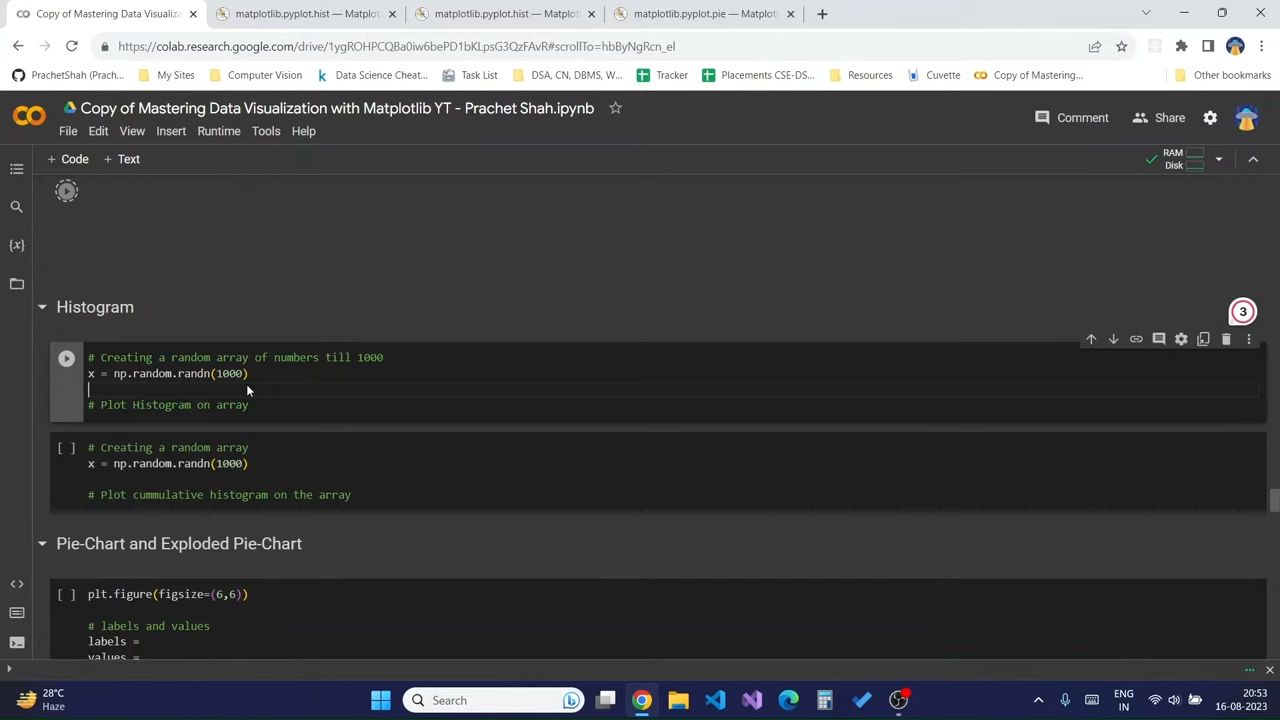 Copy of Mastering Data Visualiza
matplotlib.pyplot.hist — Matplotl
matplotlib.pyplot.hist — Matplotl
matplotlib.pyplot.pie — Matplotl
https://colab.research.google.com/drive/1ygROHPCQBa0iw6bePD1bKLpsG3QzFAvR#scrollTo=hbByNgRcn_el
PrachetShah (Prach...
My Sites
Computer Vision
Data Science Cheat...
Task List
DSA, CN, DBMS, W...
Tracker
Placements CSE-DS...
Resources
Cuvette
Copy of Mastering...
Other bookmarks
Copy of Mastering Data Visualization with Matplotlib YT - Prachet Shah.ipynb
Comment
Share
File Edit View Insert Runtime Tools Help
+ Code + Text
RAM
Disk
Histogram
3
# Creating a random array of numbers till 1000
x = np.random.randn(1000)
# Plot Histogram on array
[ ] # Creating a random array
x = np.random.randn(1000)
# Plot cummulative histogram on the array
Pie-Chart and Exploded Pie-Chart
[ ] plt.figure(figsize=(6,6))
# labels and values
labels =
values =
28°C
Haze
Search
ENG
IN
20:53
16-08-2023